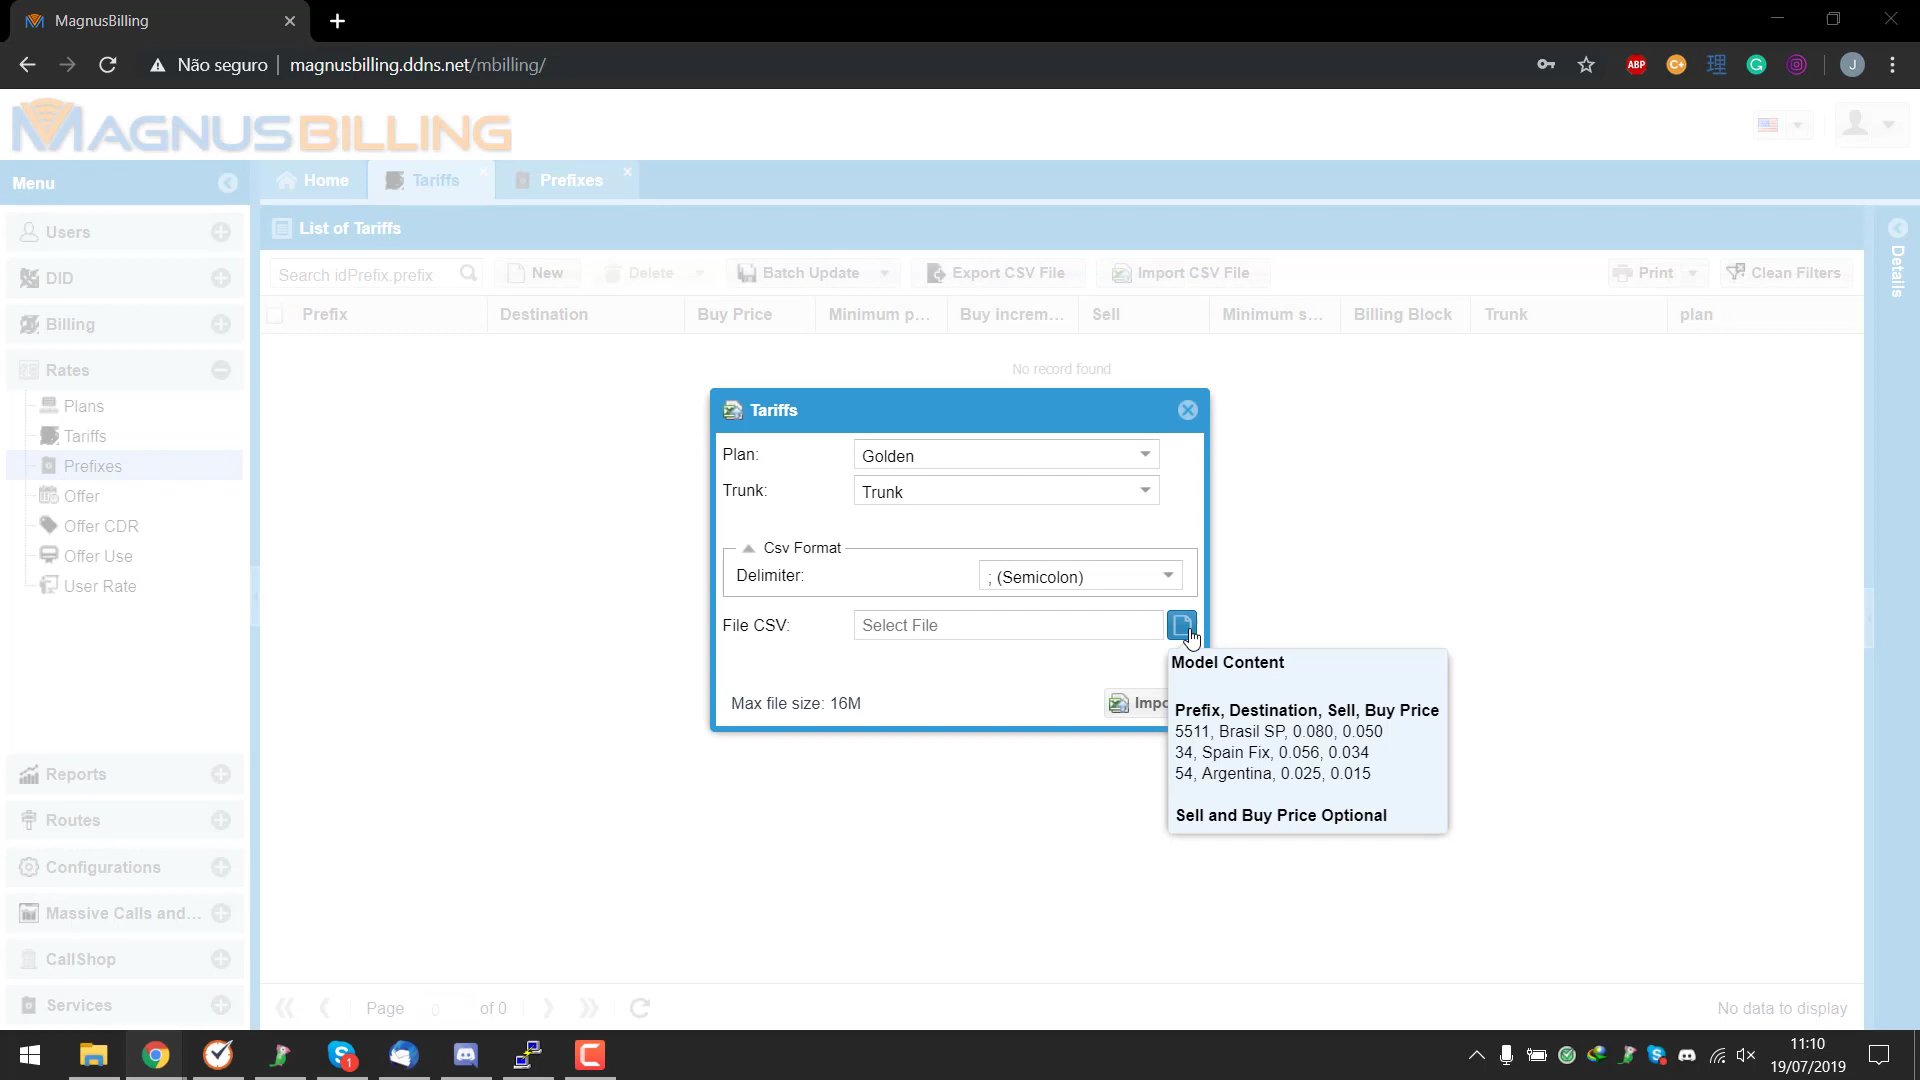 MagnusBilling
Não seguro | magnusbilling.ddns.net/mbilling/
ABP
C+
J
MAGNUSBILLING
Menu
Home
Tariffs
Prefixes
Users
DID
Billing
Rates
Plans
Tariffs
Prefixes
Offer
Offer CDR
Offer Use
User Rate
Reports
Routes
Configurations
Massive Calls and...
CallShop
Services
List of Tariffs
Search idPrefix.prefix
New
Delete
Batch Update
Export CSV File
Import CSV File
Print
Clean Filters
Details
Prefix
Destination
Buy Price
Minimum p...
Buy increm...
Sell
Minimum s...
Billing Block
Trunk
plan
No record found
Tariffs
Plan:
Golden
Trunk:
Trunk
Csv Format
Delimiter:
; (Semicolon)
File CSV:
Select File
Max file size: 16M
Impo
Model Content
Prefix, Destination, Sell, Buy Price
5511, Brasil SP, 0.080, 0.050
34, Spain Fix, 0.056, 0.034
54, Argentina, 0.025, 0.015
Sell and Buy Price Optional
Page
0
of 0
No data to display
1
11:10
19/07/2019